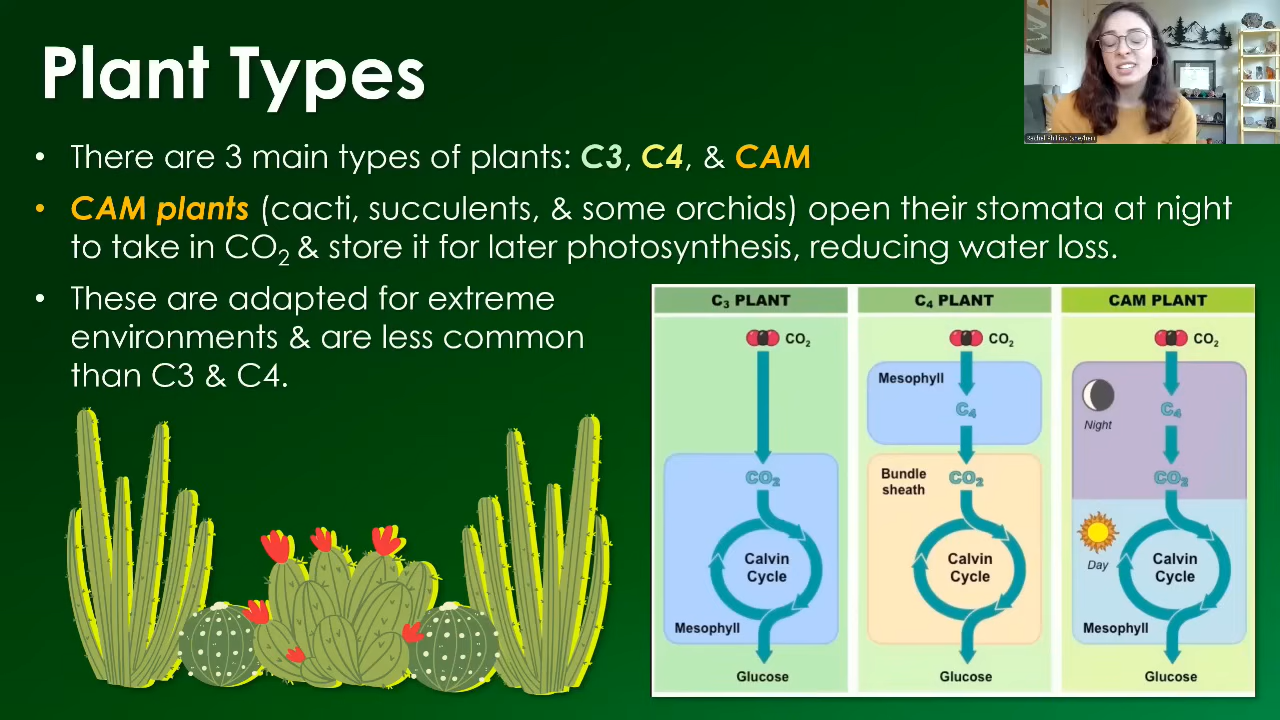 Plant Types
• There are 3 main types of plants: C3, C4, & CAM
• CAM plants (cacti, succulents, & some orchids) open their stomata at night
to take in CO₂ & store it for later photosynthesis, reducing water loss.
• These are adapted for extreme
environments & are less common
than C3 & C4.
C₃ PLANT
CO₂
CO₂
Calvin
Cycle
Mesophyll
Glucose
C₄ PLANT
CO₂
Mesophyll
C₄
Bundle
sheath
CO₂
Calvin
Cycle
Glucose
CAM PLANT
CO₂
Night
C₄
CO₂
Day
Calvin
Cycle
Mesophyll
Glucose
Rachel Phillips (she/her)